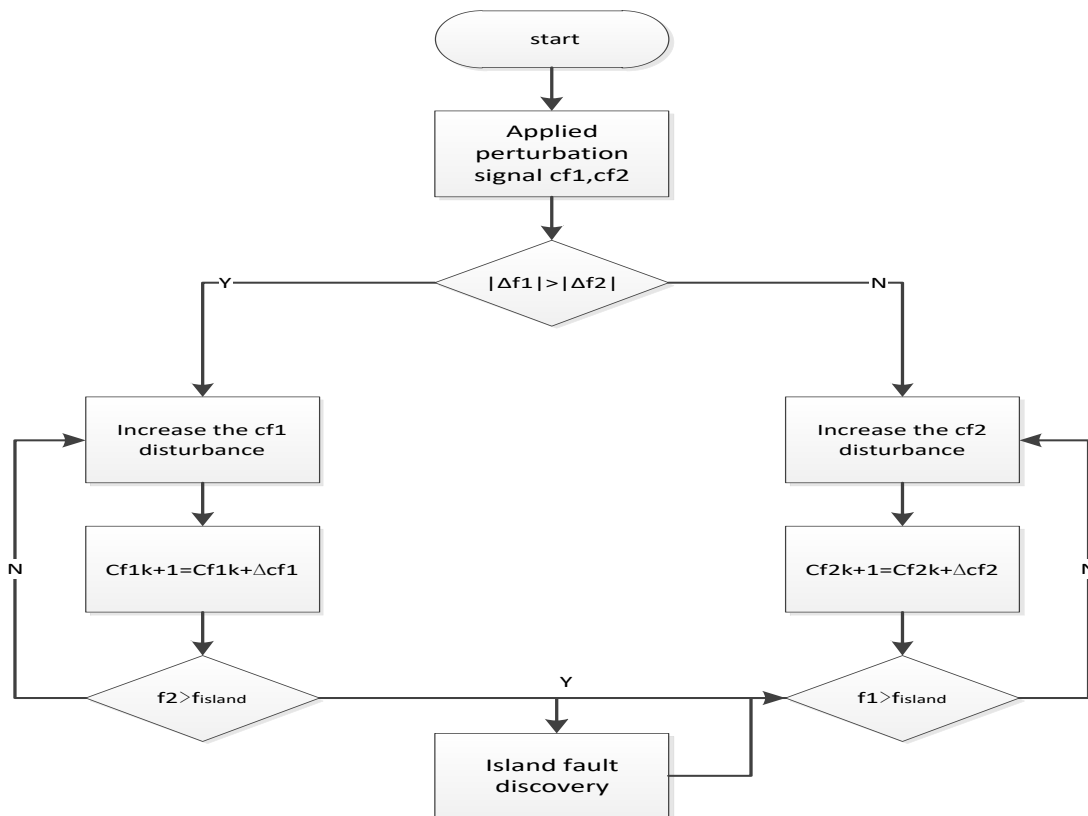 start
Applied
perturbation
signal cf1,cf2
|Δf1|>|Δf2|
Y
N
Increase the cf1
disturbance
Increase the cf2
disturbance
Cf1k+1=Cf1k+Δcf1
Cf2k+1=Cf2k+Δcf2
N
N
f2>fisland
Y
f1>fisland
Island fault
discovery